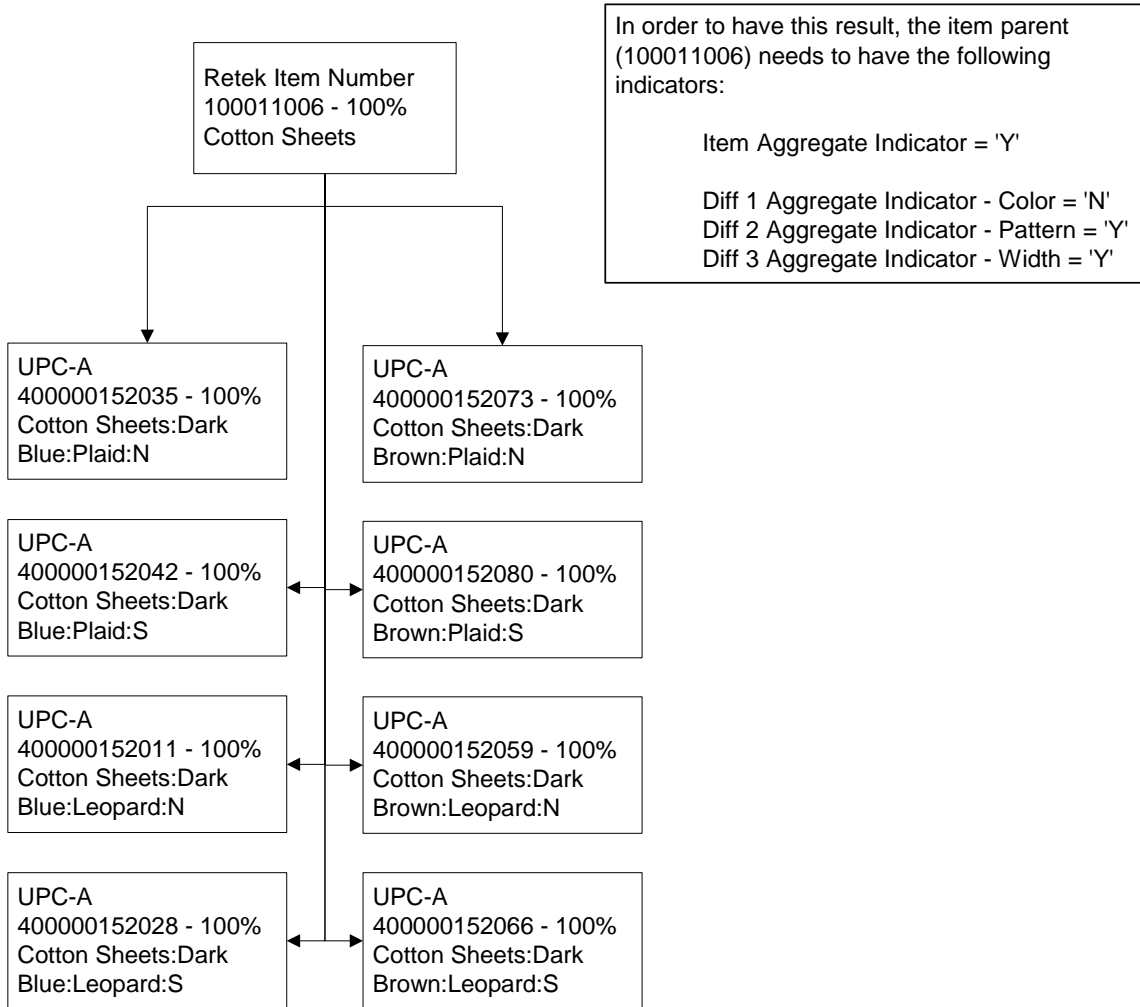 Retek Item Number
100011006 - 100%
Cotton Sheets
In order to have this result, the item parent
(100011006) needs to have the following
indicators:
Item Aggregate Indicator = 'Y'
Diff 1 Aggregate Indicator - Color = 'N'
Diff 2 Aggregate Indicator - Pattern = 'Y'
Diff 3 Aggregate Indicator - Width = 'Y'
UPC-A
400000152035 - 100%
Cotton Sheets:Dark
Blue:Plaid:N
UPC-A
400000152073 - 100%
Cotton Sheets:Dark
Brown:Plaid:N
UPC-A
400000152042 - 100%
Cotton Sheets:Dark
Blue:Plaid:S
UPC-A
400000152080 - 100%
Cotton Sheets:Dark
Brown:Plaid:S
UPC-A
400000152011 - 100%
Cotton Sheets:Dark
Blue:Leopard:N
UPC-A
400000152059 - 100%
Cotton Sheets:Dark
Brown:Leopard:N
UPC-A
400000152028 - 100%
Cotton Sheets:Dark
Blue:Leopard:S
UPC-A
400000152066 - 100%
Cotton Sheets:Dark
Brown:Leopard:S